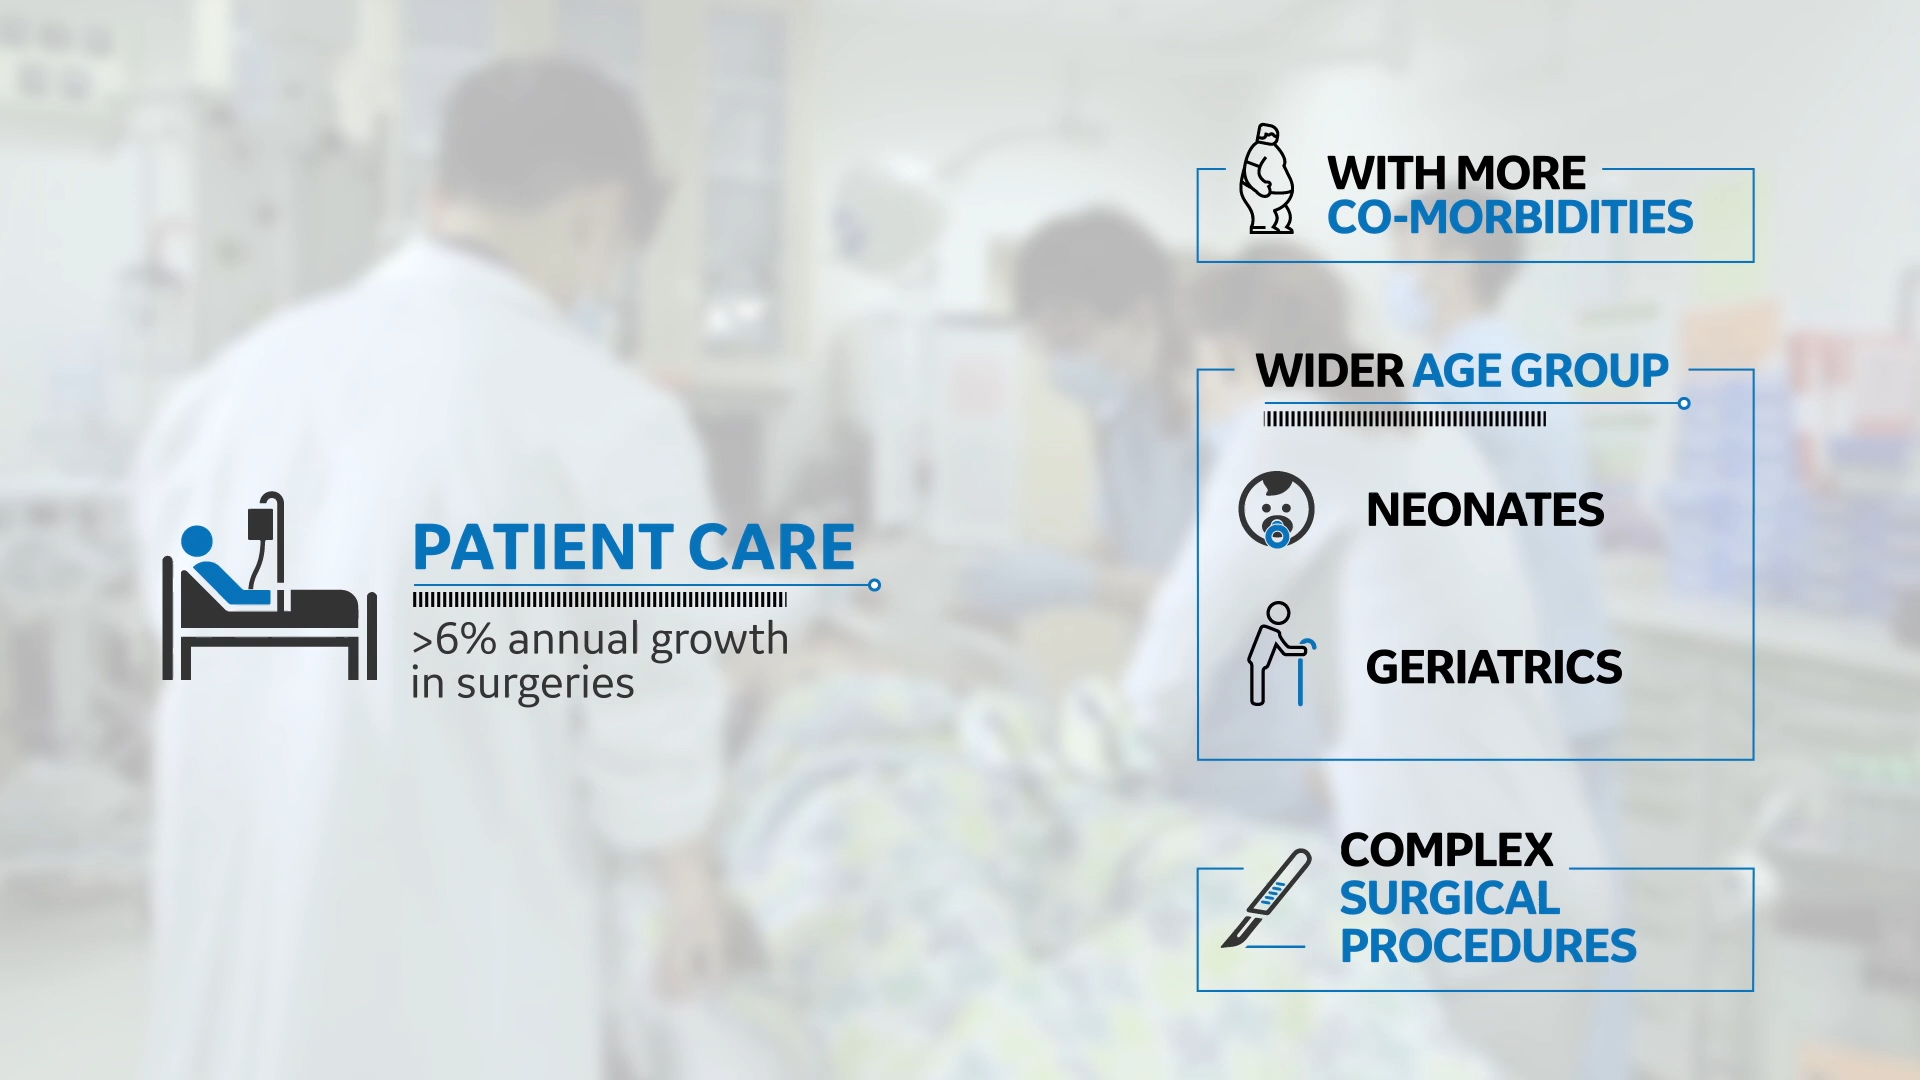 PATIENT CARE
>6% annual growth
in surgeries
WITH MORE
CO-MORBIDITIES
WIDER AGE GROUP
NEONATES
GERIATRICS
COMPLEX
SURGICAL
PROCEDURES